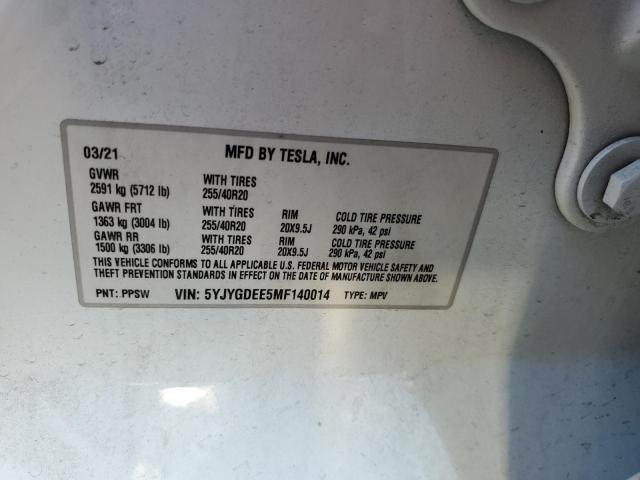 03/21 MFD BY TESLA, INC.
GVWR WITH TIRES
2591 kg (5712 lb) 255/40R20
GAWR FRT WITH TIRES RIM COLD TIRE PRESSURE
1363 kg (3004 lb) 255/40R20 20X9.5J 290 kPa, 42 psi
GAWR RR WITH TIRES RIM COLD TIRE PRESSURE
1500 kg (3306 lb) 255/40R20 20X9.5J 290 kPa, 42 psi
THIS VEHICLE CONFORMS TO ALL APPLICABLE U.S. FEDERAL MOTOR VEHICLE SAFETY AND
THEFT PREVENTION STANDARDS IN EFFECT ON THE DATE OF MANUFACTURE SHOWN ABOVE.
PNT: PPSW VIN: 5YJYGDEE5MF140014 TYPE: MPV